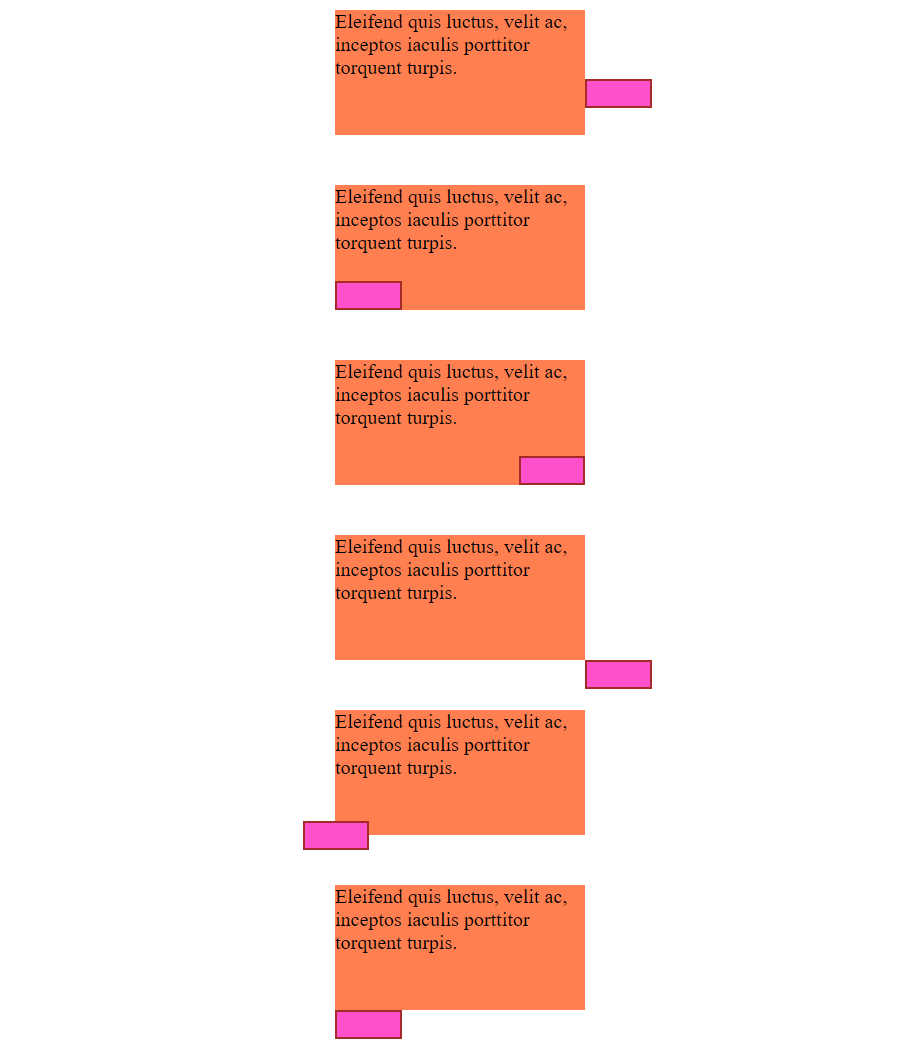 Eleifend quis luctus, velit ac,
inceptos iaculis porttitor
torquent turpis.
Eleifend quis luctus, velit ac,
inceptos iaculis porttitor
torquent turpis.
Eleifend quis luctus, velit ac,
inceptos iaculis porttitor
torquent turpis.
Eleifend quis luctus, velit ac,
inceptos iaculis porttitor
torquent turpis.
Eleifend quis luctus, velit ac,
inceptos iaculis porttitor
torquent turpis.
Eleifend quis luctus, velit ac,
inceptos iaculis porttitor
torquent turpis.